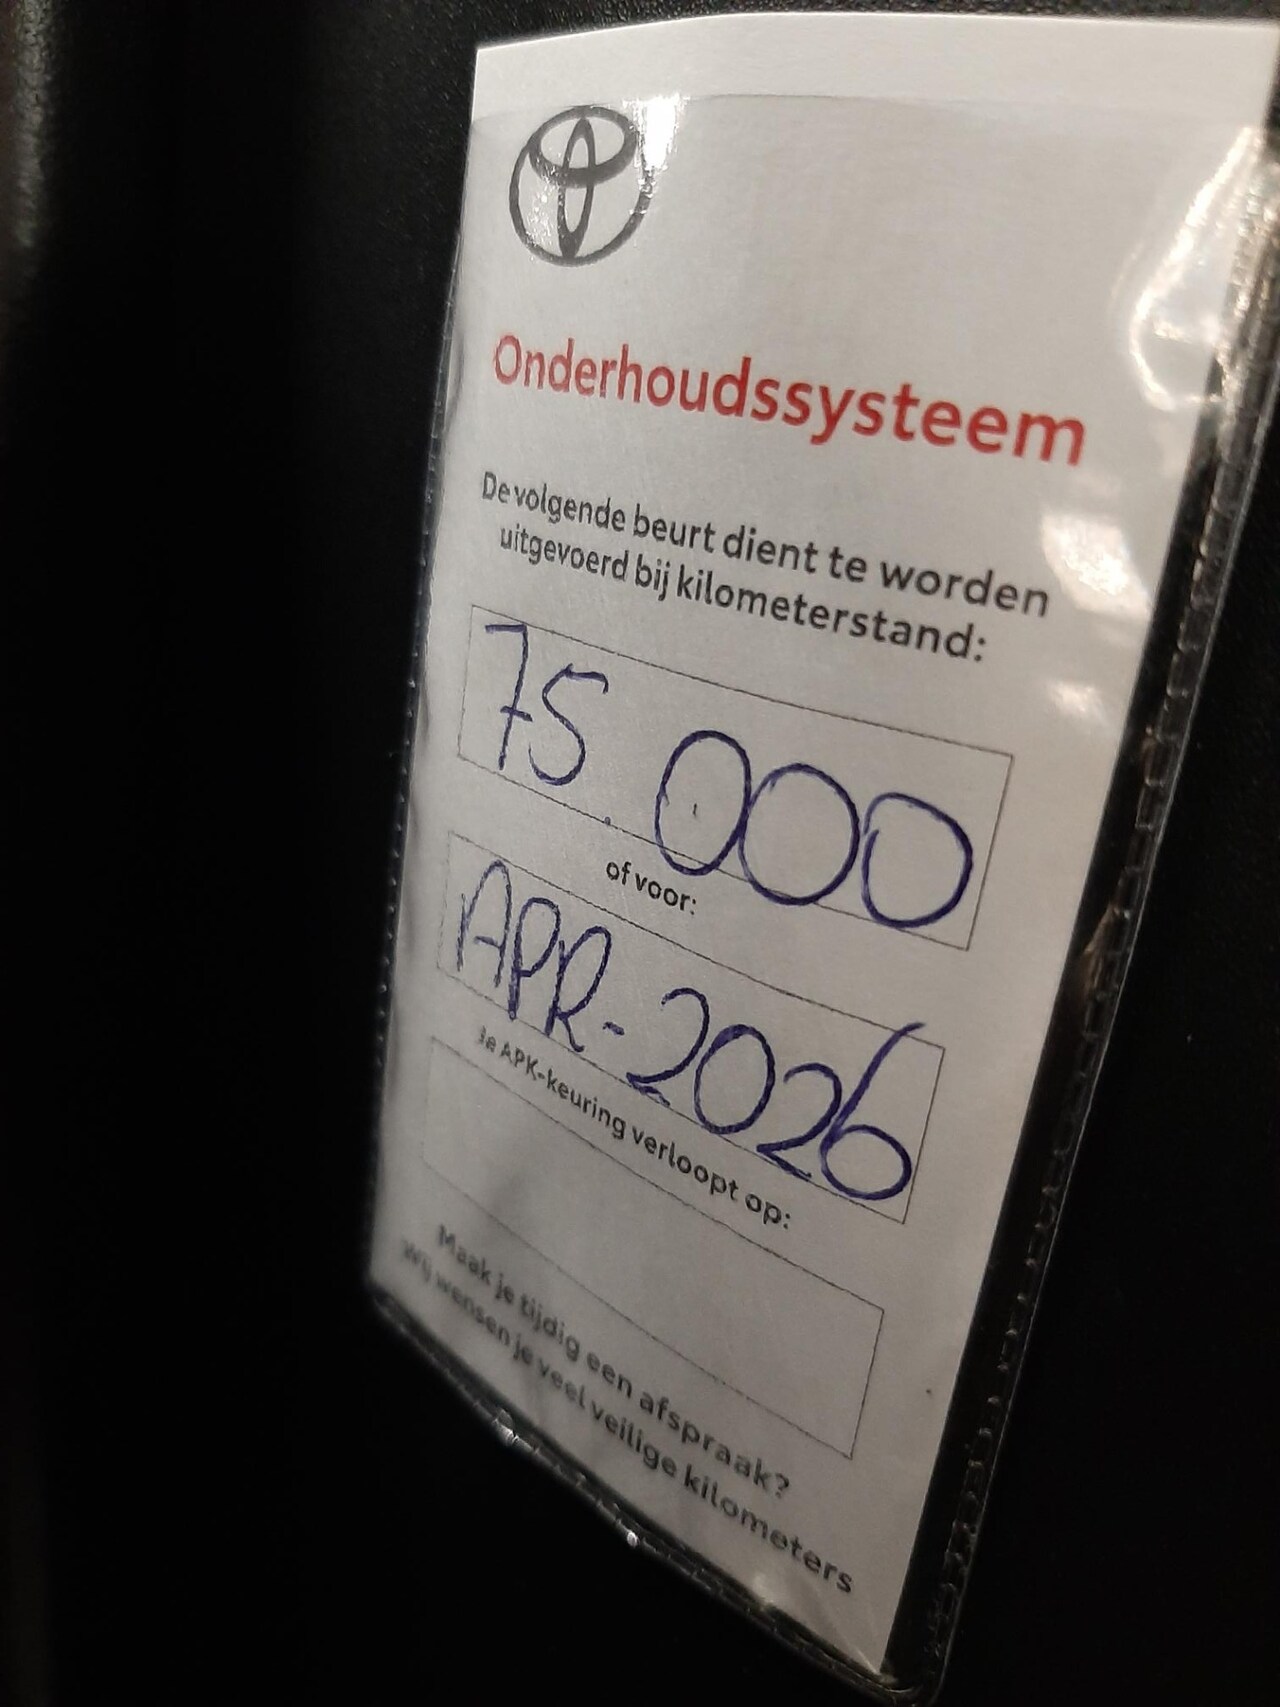 Onderhoudssysteem
De volgende beurt dient te worden
uitgevoerd bij kilometerstand:
75.000
of voor:
APR-2026
Je APK-keuring verloopt op:
Maak je tijdig een afspraak?
Wij wensen je veel veilige kilometers